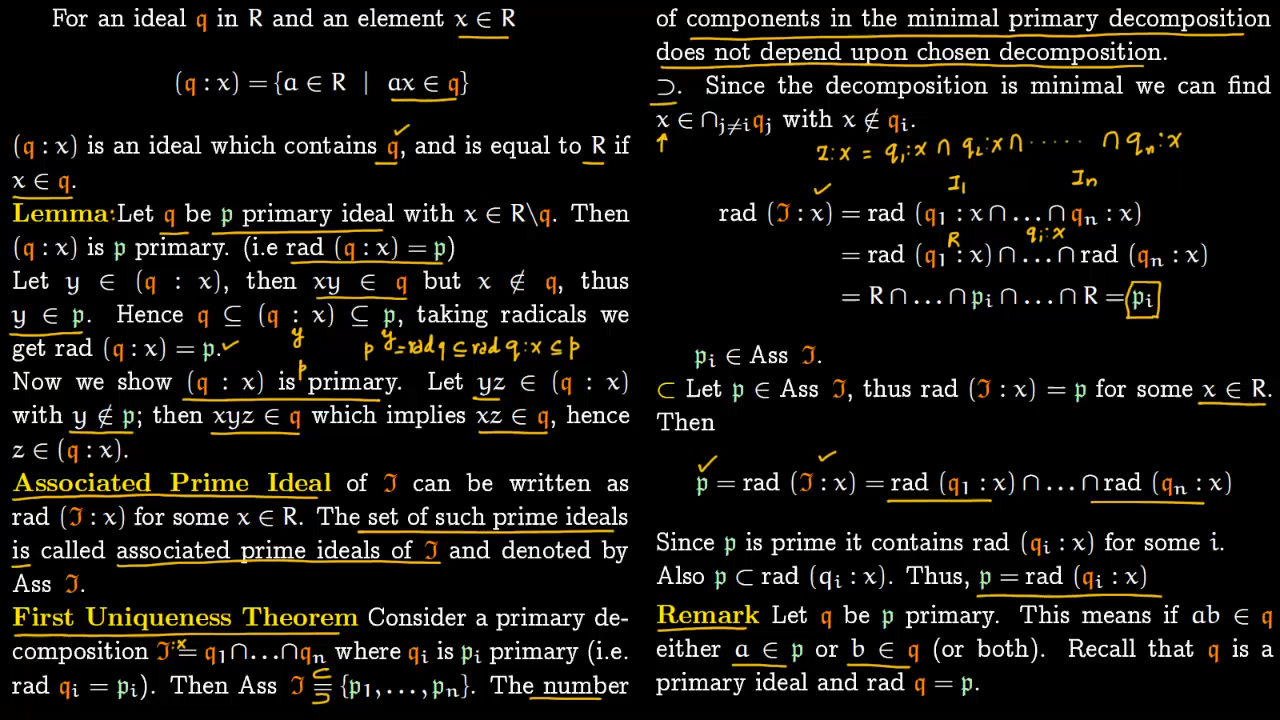 For an ideal q in R and an element x ∈ R
(q : x) = {a ∈ R | ax ∈ q}
(q : x) is an ideal which contains q, and is equal to R if
x ∈ q.
Lemma:Let q be p primary ideal with x ∈ R\q. Then
(q : x) is p primary. (i.e rad (q : x) = p)
Let y ∈ (q : x), then xy ∈ q but x ∉ q, thus
y ∈ p. Hence q ⊆ (q : x) ⊆ p, taking radicals we
y
get rad (q : x) = p.
p = rad q ⊆ rad q : x ⊆ p
p
Now we show (q : x) is primary. Let yz ∈ (q : x)
with y ∉ p; then xyz ∈ q which implies xz ∈ q, hence
z ∈ (q : x).
Associated Prime Ideal of ℑ can be written as
rad (ℑ : x) for some x ∈ R. The set of such prime ideals
is called associated prime ideals of ℑ and denoted by
Ass ℑ.
First Uniqueness Theorem Consider a primary de-
composition ℑ :x = q₁∩...∩qₙ where qᵢ is pᵢ primary (i.e.
rad qᵢ = pᵢ). Then Ass ℑ = {p₁,...,pₙ}. The number
⊂
⊃
of components in the minimal primary decomposition
does not depend upon chosen decomposition.
⊃. Since the decomposition is minimal we can find
x ∈ ∩j≠i qj with x ∉ qᵢ.
I : x = q₁ : x ∩ q₂ : x ∩ ...... ∩ qₙ : x
I₁ Iₙ
rad (ℑ : x) = rad (q₁ : x ∩ ... ∩ qₙ : x)
R qᵢ : x
= rad (q₁ : x) ∩ ... ∩ rad (qₙ : x)
= R ∩ ... ∩ pᵢ ∩ ... ∩ R = pᵢ
pᵢ ∈ Ass ℑ.
⊂ Let p ∈ Ass ℑ, thus rad (ℑ : x) = p for some x ∈ R.
Then
p = rad (ℑ : x) = rad (q₁ : x) ∩ ... ∩ rad (qₙ : x)
Since p is prime it contains rad (qᵢ : x) for some i.
Also p ⊂ rad (qᵢ : x). Thus, p = rad (qᵢ : x)
Remark Let q be p primary. This means if ab ∈ q
either a ∈ p or b ∈ q (or both). Recall that q is a
primary ideal and rad q = p.